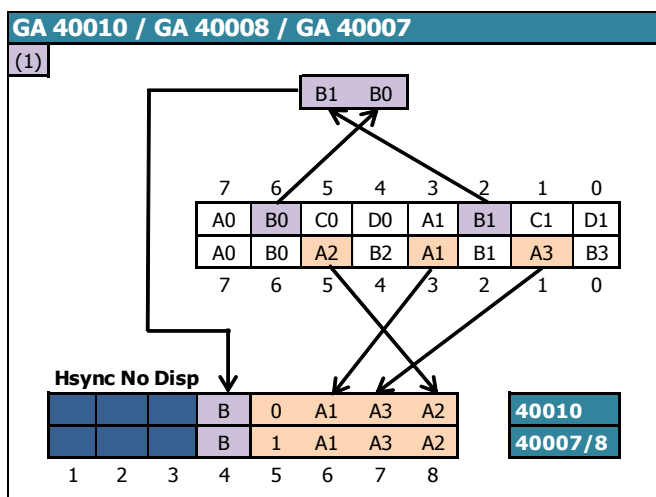 GA 40010 / GA 40008 / GA 40007
(1)
B1 B0
7 6 5 4 3 2 1 0
A0 B0 C0 D0 A1 B1 C1 D1
A0 B0 A2 B2 A1 B1 A3 B3
7 6 5 4 3 2 1 0
Hsync No Disp
B 0 A1 A3 A2 40010
B 1 A1 A3 A2 40007/8
1 2 3 4 5 6 7 8